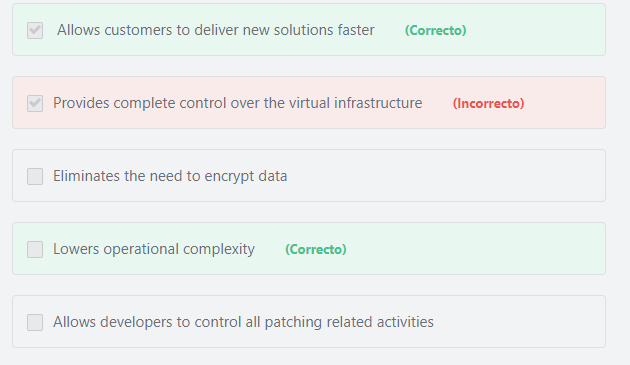 Allows customers to deliver new solutions faster (Correcto)
Provides complete control over the virtual infrastructure (Incorrecto)
Eliminates the need to encrypt data
Lowers operational complexity (Correcto)
Allows developers to control all patching related activities